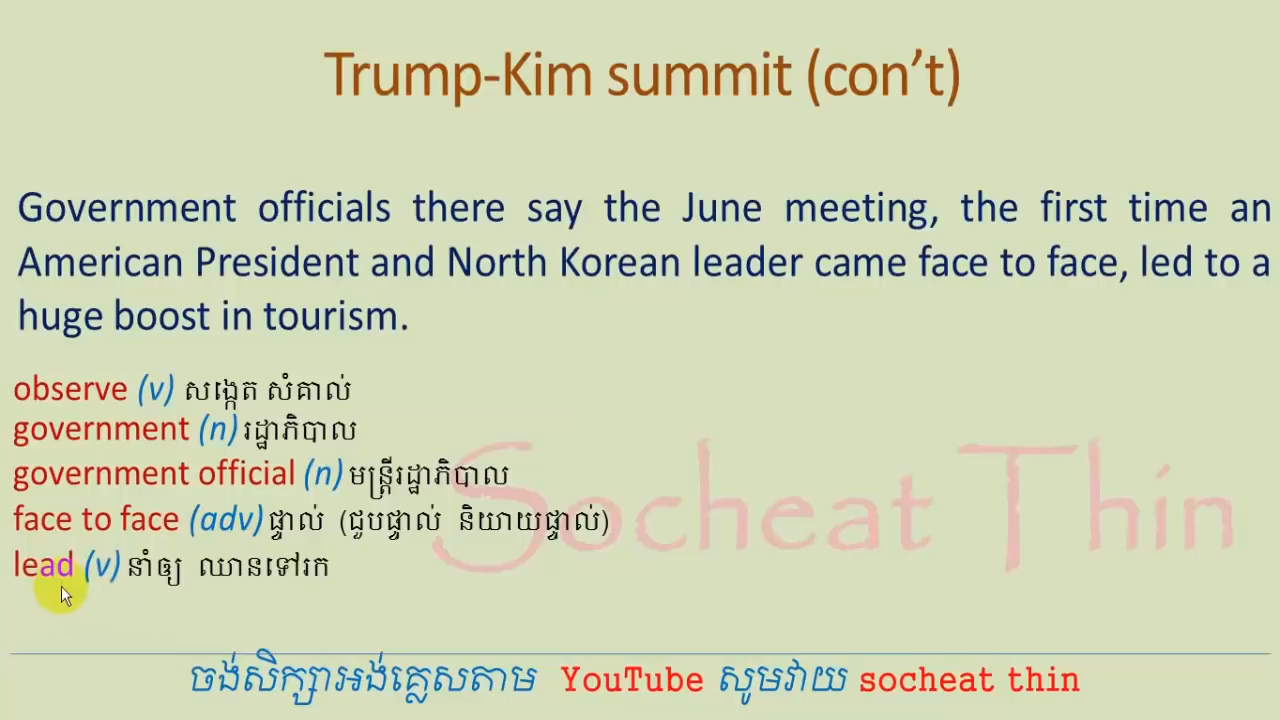 Trump-Kim summit (con’t)
Government officials there say the June meeting, the first time an
American President and North Korean leader came face to face, led to a
huge boost in tourism.
observe (v) សង្កេត សំគាល់
government (n) រដ្ឋាភិបាល
government official (n) មន្ត្រីរដ្ឋាភិបាល
face to face (adv) ផ្ទាល់ (ជួបផ្ទាល់ និយាយផ្ទាល់)
lead (v) នាំឲ្យ ឈានទៅរក
Socheat Thin
ចង់សិក្សាអង់គ្លេសតាម YouTube សូមវាយ socheat thin